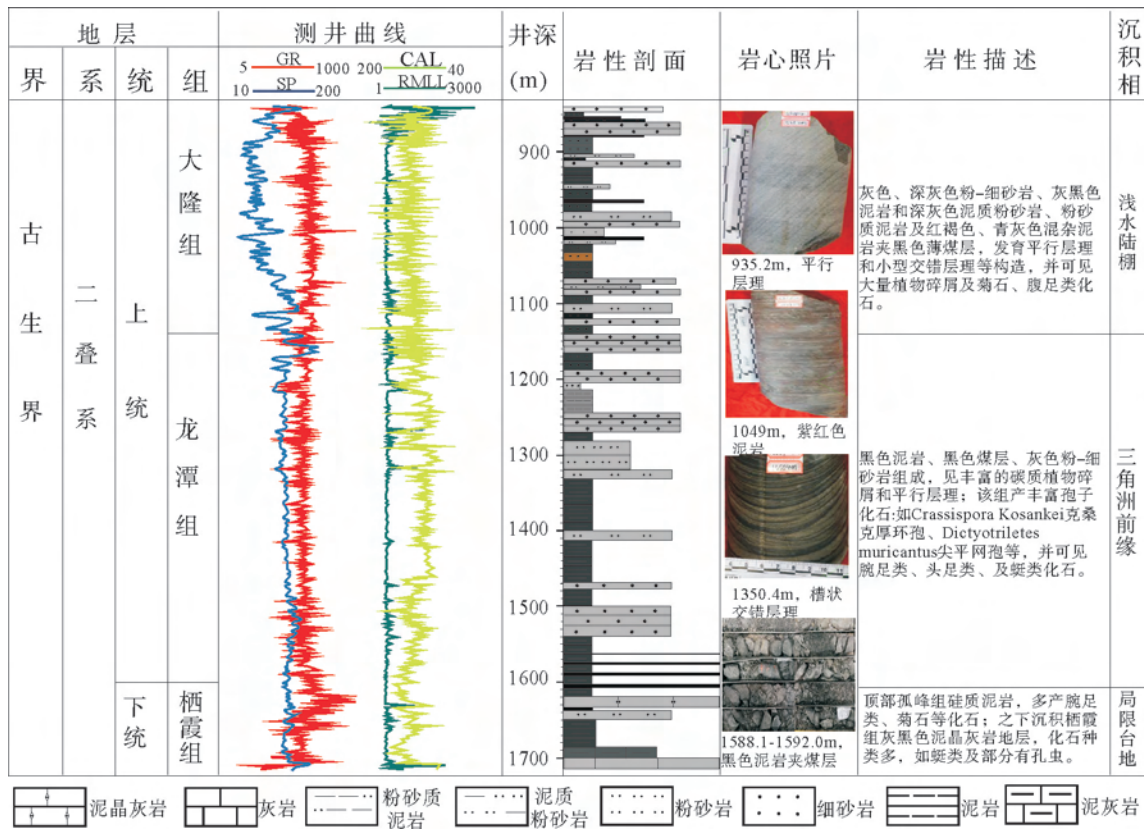 地层
测井曲线
井深
(m)
岩性剖面
岩心照片
岩性描述
沉积相
界
系
统
组
5 GR 1000
10 SP 200
200 CAL 40
1 RMLL 3000
古生界
二叠系
上统
下统
大隆组
龙潭组
栖霞组
900
1000
1100
1200
1300
1400
1500
1600
1700
935.2m，平行
层理
1049m，紫红色
泥岩
1350.4m，槽状
交错层理
1588.1-1592.0m，
黑色泥岩夹煤层
灰色、深灰色粉-细砂岩、灰黑色
泥岩和深灰色泥质粉砂岩、粉砂
质泥岩及红褐色、青灰色混杂泥
岩夹黑色薄煤层，发育平行层理
和小型交错层理等构造，并可见
大量植物碎屑及菊石、腹足类化
石。
浅水陆棚
黑色泥岩、黑色煤层、灰色粉-细
砂岩组成，见丰富的碳质植物碎
屑和平行层理；该组产丰富孢子
化石:如Crassispora Kosankei克桑
克厚环孢、Dictyotriletes
muricantus尖平网孢等，并可见
腕足类、头足类、及蜓类化石。
三角洲前缘
顶部孤峰组硅质泥岩，多产腕足
类、菊石等化石；之下沉积栖霞
组灰黑色泥晶灰岩地层，化石种
类多，如蜓类及部分有孔虫。
局限台地
泥晶灰岩
灰岩
粉砂质
泥岩
泥质
粉砂岩
粉砂岩
细砂岩
泥岩
泥灰岩